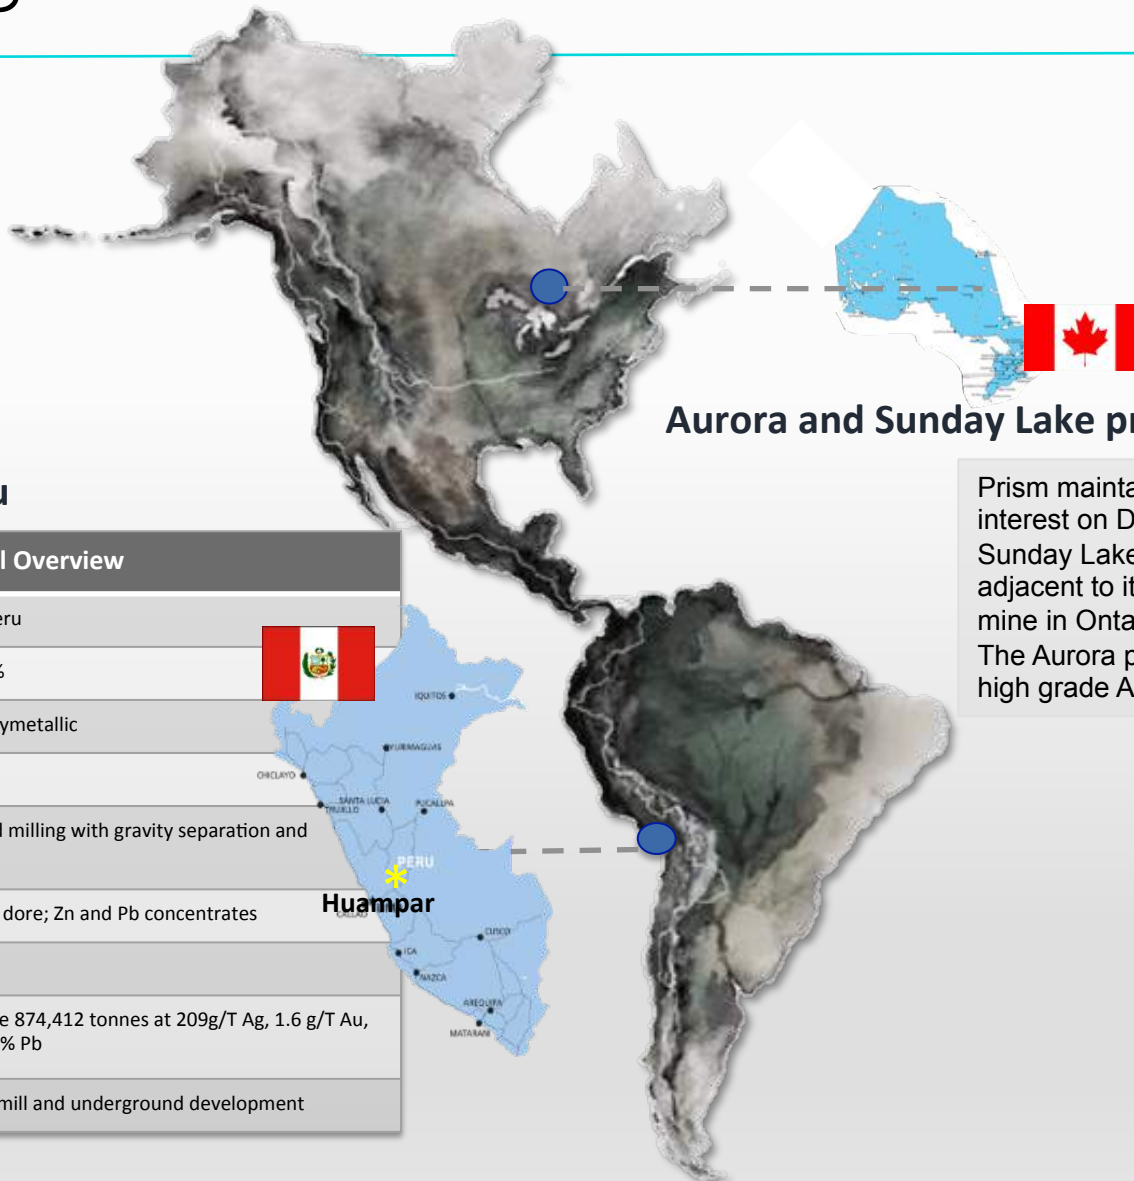 Aurora and Sunday Lake pr
u
Prism mainta
interest on D
Sunday Lake
adjacent to it
mine in Onta
The Aurora p
high grade A
l Overview
eru
%
ymetallic
l milling with gravity separation and
dore; Zn and Pb concentrates
e 874,412 tonnes at 209g/T Ag, 1.6 g/T Au,
% Pb
mill and underground development
IQUITOS
YURIMAGUAS
CHICLAYO
SANTA LUCIA
TRUJILLO
PUCALLPA
PERU
Huampar
CALLAO
CUSCO
ICA
NAZCA
AREQUIPA
MATARANI